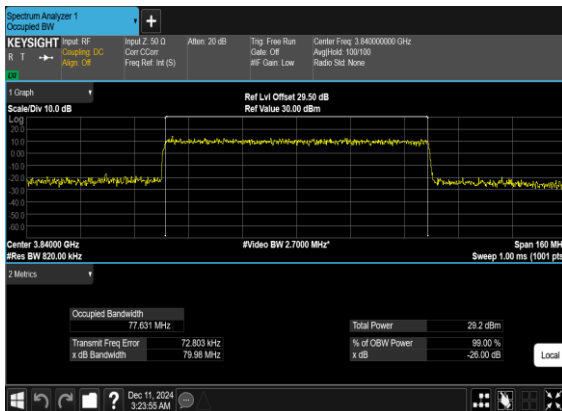 Spectrum Analyzer 1
Occupied BW
+
KEYSIGHT
R T
LXI
Input: RF
Coupling: DC
Align: Off
Input Z: 50 Ω
Corr CCorr
Freq Ref: Int (S)
Atten: 20 dB
Trig: Free Run
Gate: Off
#IF Gain: Low
Center Freq: 3.840000000 GHz
Avg|Hold: 100/100
Radio Std: None
1 Graph
Scale/Div 10.0 dB
Ref Lvl Offset 29.50 dB
Ref Value 30.00 dBm
Log
20.0
10.0
0.00
-10.0
-20.0
-30.0
-40.0
-50.0
-60.0
Center 3.84000 GHz
#Res BW 820.00 kHz
#Video BW 2.7000 MHz*
Span 160 MH
Sweep 1.00 ms (1001 pts
2 Metrics
Occupied Bandwidth
77.631 MHz
Transmit Freq Error 72.803 kHz
x dB Bandwidth 79.98 MHz
Total Power 29.2 dBm
% of OBW Power 99.00 %
x dB -26.00 dB
Local
?
Dec 11, 2024
3:23:55 AM